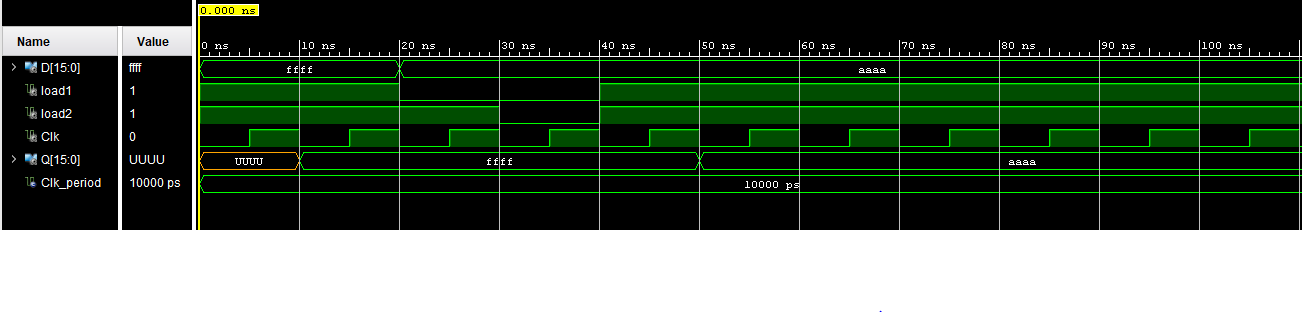 0.000 ns
Name Value
0 ns 10 ns 20 ns 30 ns 40 ns 50 ns 60 ns 70 ns 80 ns 90 ns 100 ns
D[15:0] ffff ffff aaaa
load1 1
load2 1
Clk 0
Q[15:0] UUUU UUUU ffff aaaa
Clk_period 10000 ps 10000 ps